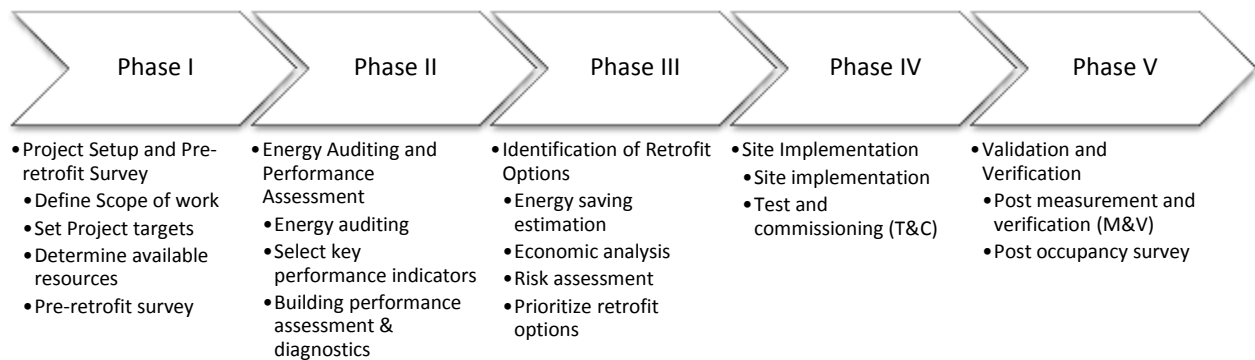 Phase I
Phase II
Phase III
Phase IV
Phase V
•Project Setup and Pre-
retrofit Survey
•Define Scope of work
•Set Project targets
•Determine available
resources
•Pre-retrofit survey
•Energy Auditing and
Performance
Assessment
•Energy auditing
•Select key
performance indicators
•Building performance
assessment &
diagnostics
•Identification of Retrofit
Options
•Energy saving
estimation
•Economic analysis
•Risk assessment
•Prioritize retrofit
options
•Site Implementation
•Site implementation
•Test and
commissioning (T&C)
•Validation and
Verification
•Post measurement and
verification (M&V)
•Post occupancy survey